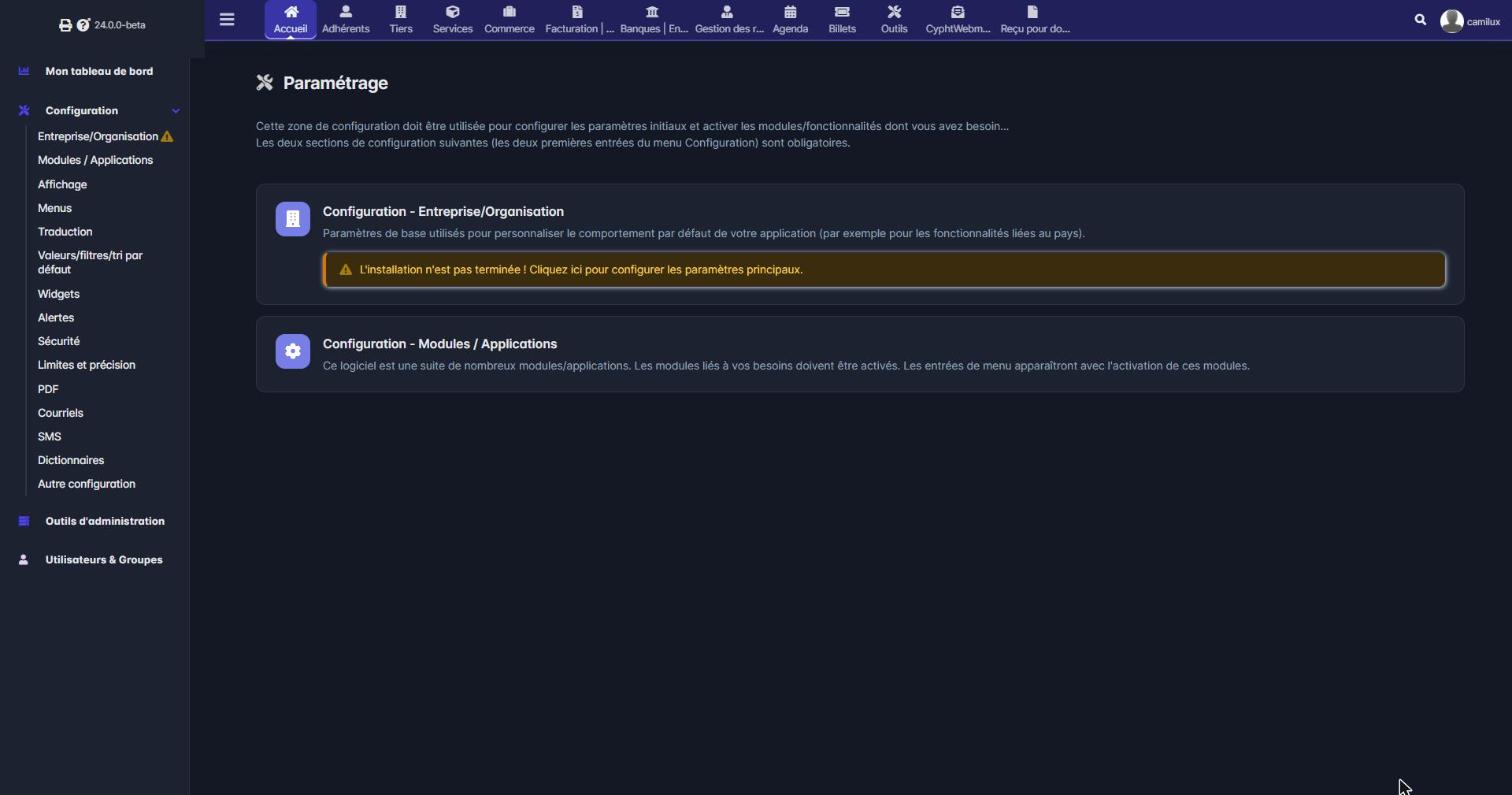 24.0.0-beta
Accueil
Adhérents
Tiers
Services
Commerce
Facturation | ...
Banques | En...
Gestion des r...
Agenda
Billets
Outils
CyphtWebm...
Reçu pour do...
camilux
Mon tableau de bord
Configuration
Entreprise/Organisation
Modules / Applications
Affichage
Menus
Traduction
Valeurs/filtres/tri par
défaut
Widgets
Alertes
Sécurité
Limites et précision
PDF
Courriels
SMS
Dictionnaires
Autre configuration
Outils d'administration
Utilisateurs & Groupes
Paramétrage
Cette zone de configuration doit être utilisée pour configurer les paramètres initiaux et activer les modules/fonctionnalités dont vous avez besoin...
Les deux sections de configuration suivantes (les deux premières entrées du menu Configuration) sont obligatoires.
Configuration - Entreprise/Organisation
Paramètres de base utilisés pour personnaliser le comportement par défaut de votre application (par exemple pour les fonctionnalités liées au pays).
L'installation n'est pas terminée ! Cliquez ici pour configurer les paramètres principaux.
Configuration - Modules / Applications
Ce logiciel est une suite de nombreux modules/applications. Les modules liés à vos besoins doivent être activés. Les entrées de menu apparaîtront avec l'activation de ces modules.